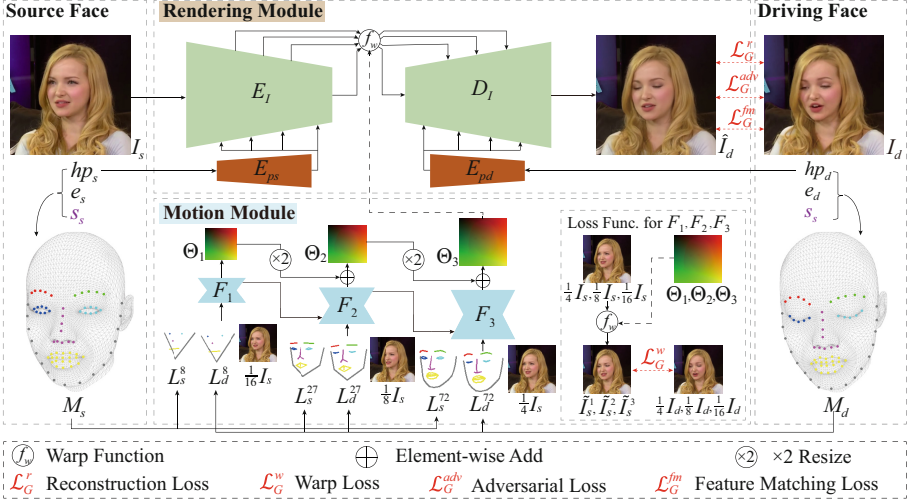 Source Face
Rendering Module
Driving Face
f_w
E_I
D_I
𝓛_G^r
𝓛_G^adv
𝓛_G^fm
I_s
Î_d
I_d
hp_s
e_s
s_s
E_ps
E_pd
hp_d
e_d
s_s
Motion Module
Loss Func. for F_1, F_2, F_3
Θ_1
×2
Θ_2
×2
Θ_3
F_1
F_2
F_3
1/4 I_s, 1/8 I_s, 1/16 I_s
Θ_1,Θ_2,Θ_3
f_w
𝓛_G^w
L_s^8
L_d^8
1/16 I_s
L_s^27
L_d^27
1/8 I_s
L_s^72
L_d^72
1/4 I_s
Ĩ_s^1, Ĩ_s^2, Ĩ_s^3
1/4 I_d, 1/8 I_d, 1/16 I_d
M_s
M_d
f_w Warp Function
Element-wise Add
×2 ×2 Resize
𝓛_G^r Reconstruction Loss
𝓛_G^w Warp Loss
𝓛_G^adv Adversarial Loss
𝓛_G^fm Feature Matching Loss